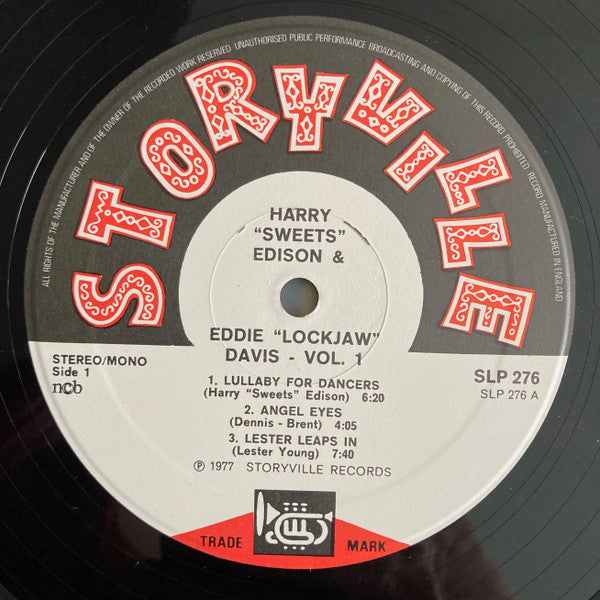 ALL RIGHTS OF THE MANUFACTURER AND OF THE OWNER OF THE RECORDED WORK RESERVED. UNAUTHORISED PUBLIC PERFORMANCE BROADCASTING AND COPYING OF THIS RECORD PROHIBITED. RECORD MANUFACTURED IN ENGLAND
STORYVILLE
HARRY
"SWEETS"
EDISON &
EDDIE "LOCKJAW"
DAVIS - VOL. 1
STEREO/MONO
Side 1
ncb
SLP 276
SLP 276 A
1. LULLABY FOR DANCERS
(Harry "Sweets" Edison) 6:20
2. ANGEL EYES
(Dennis - Brent) 4:05
3. LESTER LEAPS IN
(Lester Young) 7:40
℗ 1977 STORYVILLE RECORDS
TRADE MARK